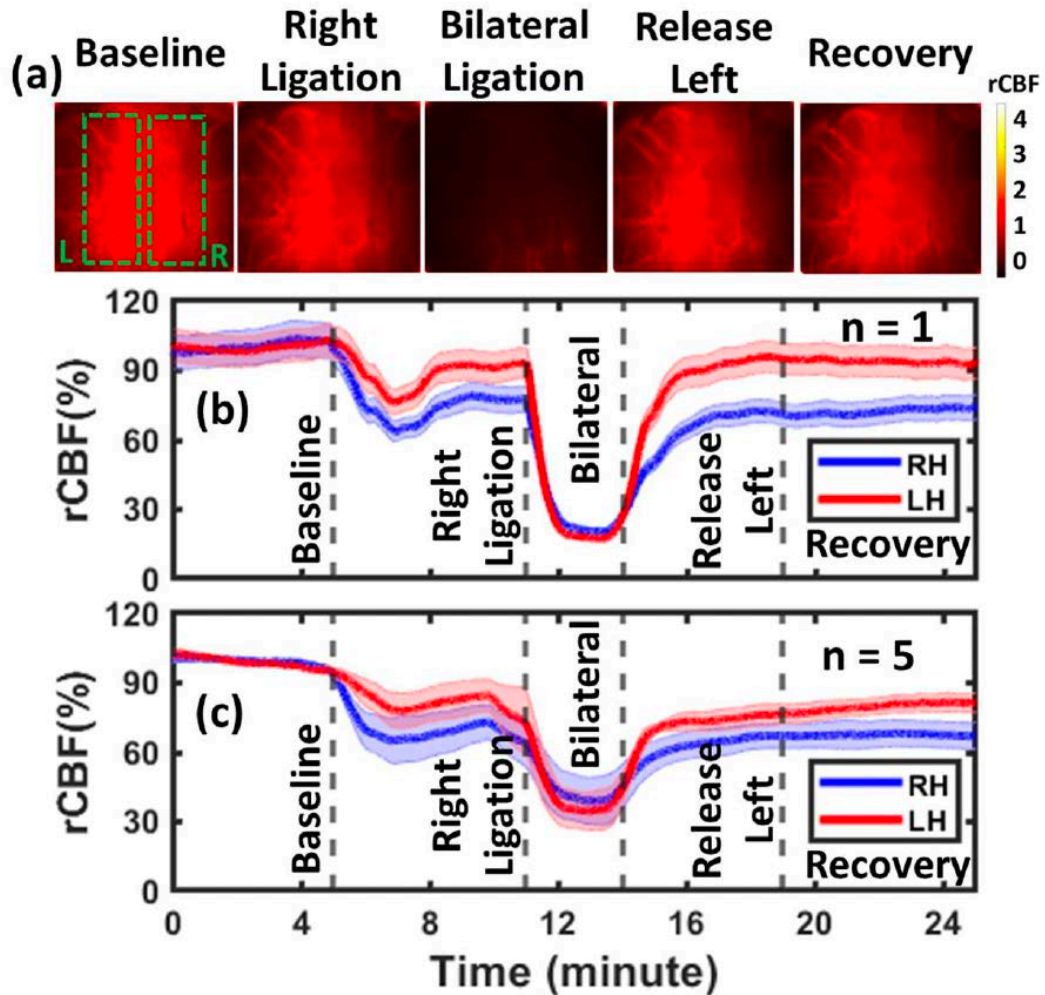 (a)
Baseline
Right
Ligation
Bilateral
Ligation
Release
Left
Recovery
rCBF
4
3
2
1
0
L
R
120
90
60
30
0
rCBF(%)
(b)
Baseline
Right
Ligation
Bilateral
Release
Left
n = 1
RH
LH
Recovery
120
90
60
30
0
rCBF(%)
(c)
Baseline
Right
Ligation
Bilateral
Release
Left
n = 5
RH
LH
Recovery
0 4 8 12 16 20 24
Time (minute)